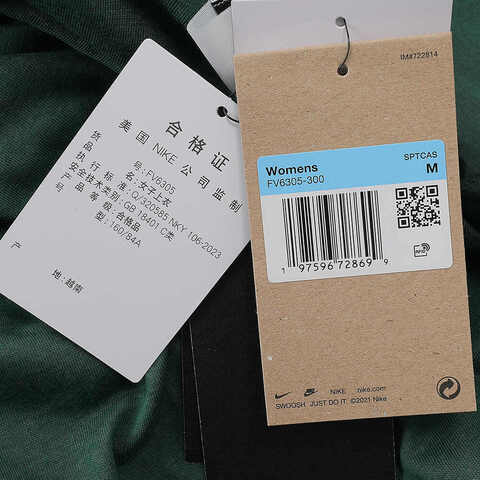 合格证
美国 NIKE 公司监制
货 号: FV6305
品 名: 女子上衣
执行标准: Q/320585 NKY 106-2023
安全技术类别: GB 18401 C类
产品等级: 合格品
型: 160/84A
产 地: 越南
IM#722814
SPTCAS
Womens
M
FV6305-300
1 97596 72869 9
RFID
NIKE nike.com
SWOOSH. JUST DO IT. ©2021 Nike